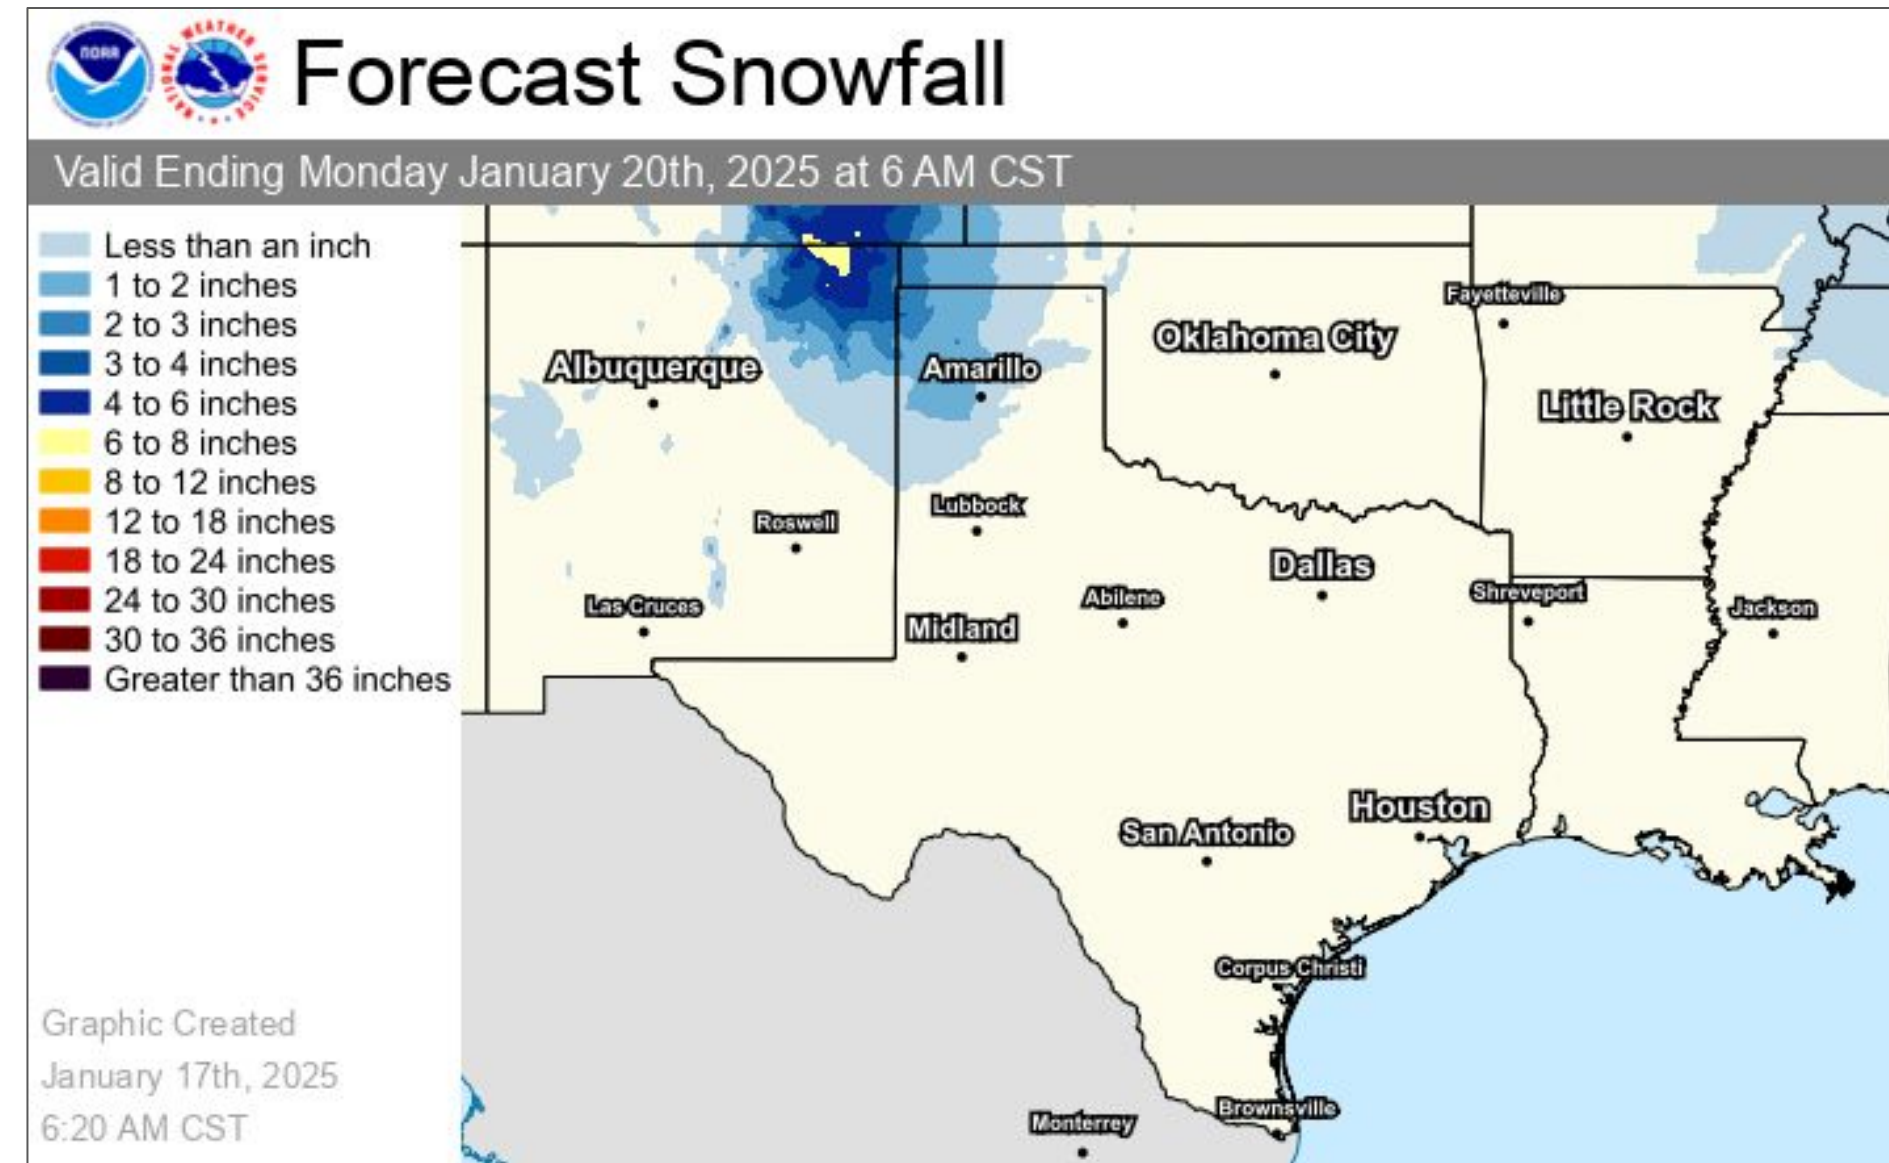 NOAA
NATIONAL WEATHER SERVICE
Forecast Snowfall
Valid Ending Monday January 20th, 2025 at 6 AM CST
Less than an inch
1 to 2 inches
2 to 3 inches
3 to 4 inches
4 to 6 inches
6 to 8 inches
8 to 12 inches
12 to 18 inches
18 to 24 inches
24 to 30 inches
30 to 36 inches
Greater than 36 inches
Fayetteville
Oklahoma City
Albuquerque
Amarillo
Little Rock
Lubbock
Roswell
Dallas
Shreveport
Abilene
Las Cruces
Jackson
Midland
Houston
San Antonio
Corpus Christi
Brownsville
Monterrey
Graphic Created
January 17th, 2025
6:20 AM CST